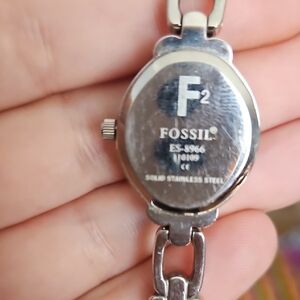 F2
FOSSIL®
ES-8966
110109
CE
SOLID STAINLESS STEEL